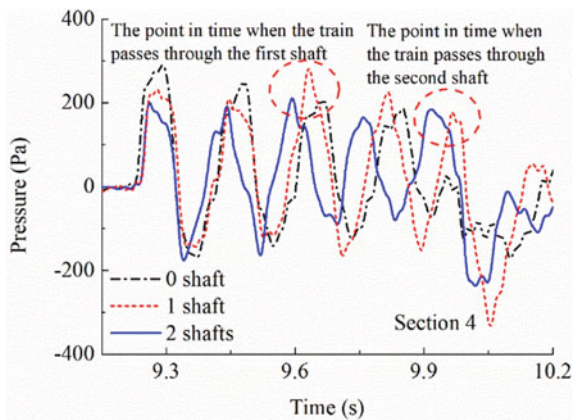 The point in time when the train
passes through the first shaft
The point in time when
the train passes through
the second shaft
400
200
0
-200
-400
Pressure (Pa)
0 shaft
1 shaft
2 shafts
Section 4
9.3 9.6 9.9 10.2
Time (s)